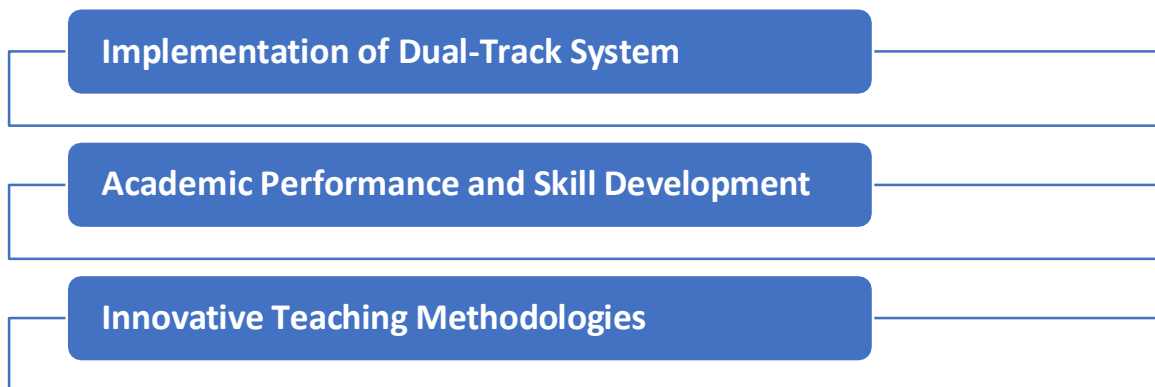 Implementation of Dual-Track System
Academic Performance and Skill Development
Innovative Teaching Methodologies